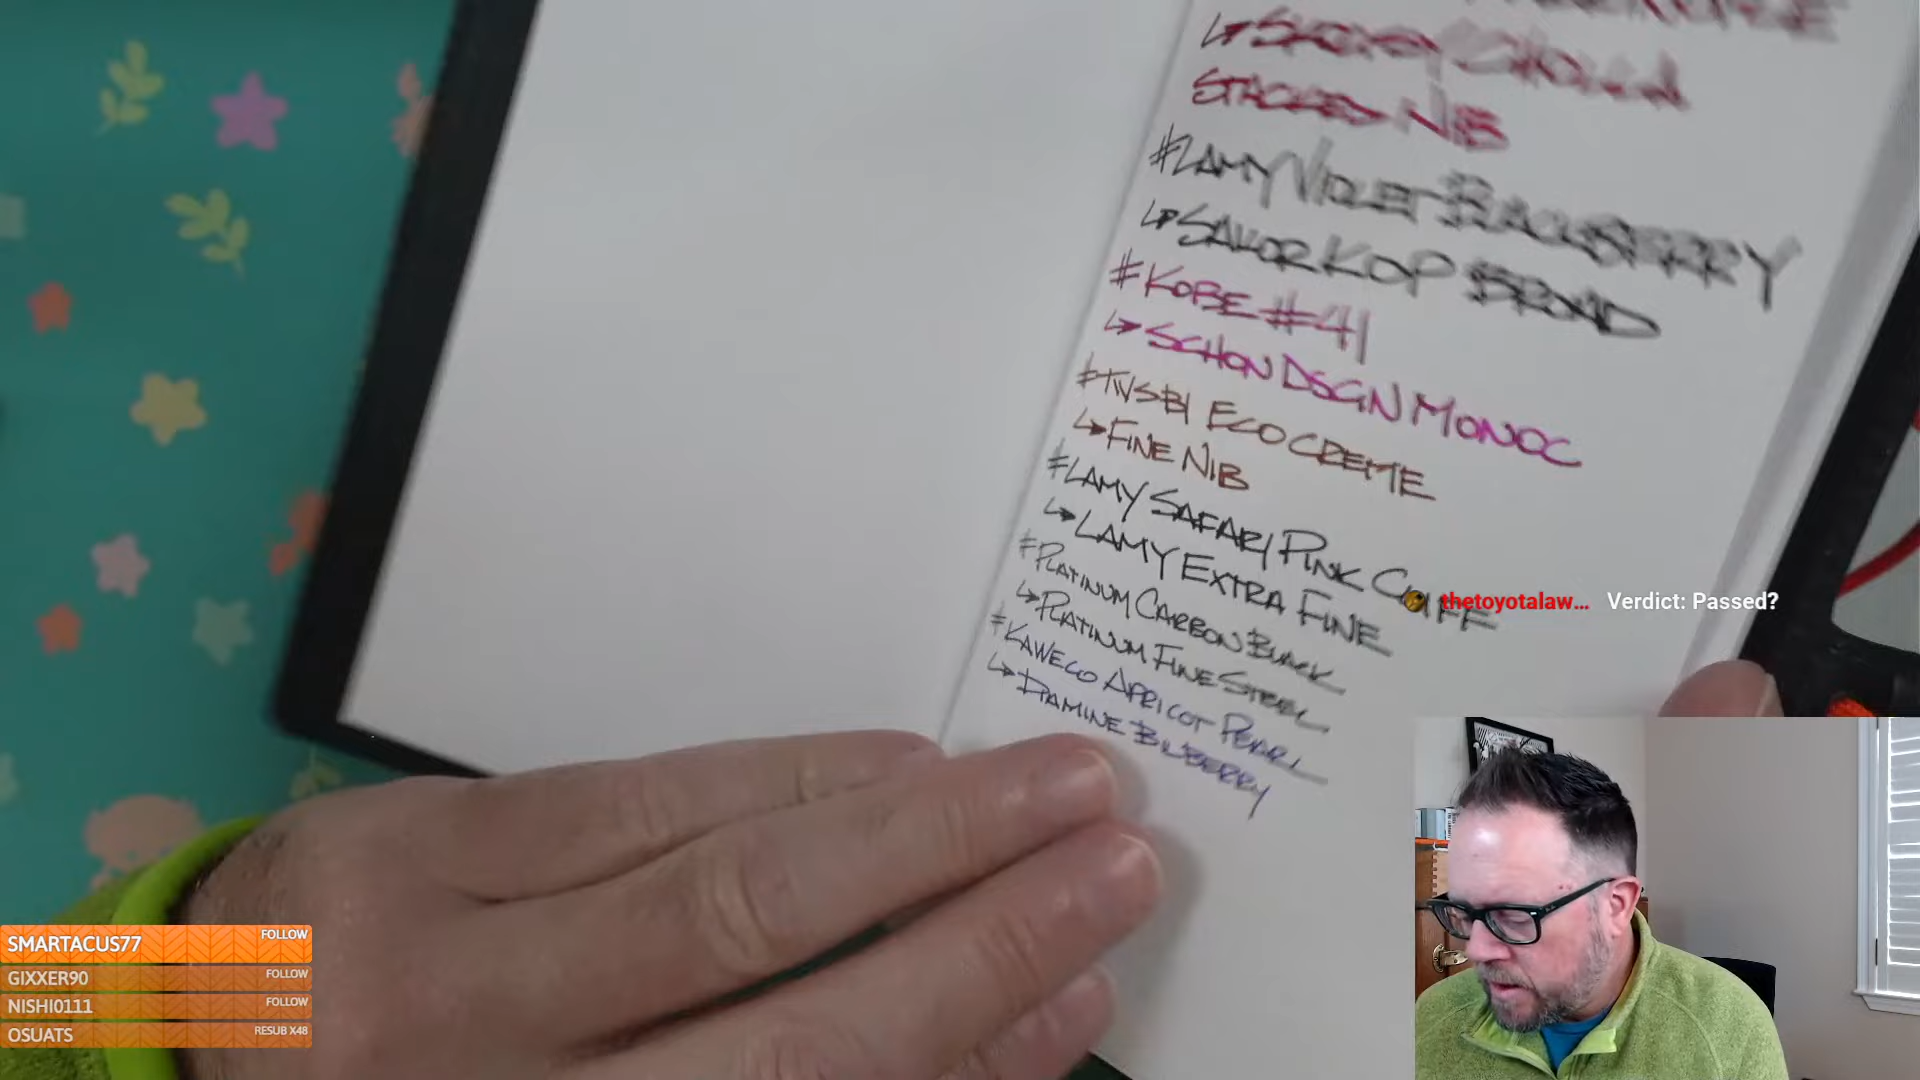 STACKED NIB
#LAMY VIOLET BLACKBERRY
↳SAILOR KOP BROAD
#KOBE #41
↳SCHON DSGN MONOC
#TWSBI ECO CREME
↳FINE NIB
#LAMY SAFARI PINK CLIFF
↳LAMY EXTRA FINE
#PLATINUM CARBON BLACK
↳PLATINUM FINE STEEL
#KAWECO APRICOT PEARL
↳DIAMINE BILBERRY
thetoyotalaw... Verdict: Passed?
SMARTACUS77 FOLLOW
GIXXER90 FOLLOW
NISHI0111 FOLLOW
OSUATS RESUB X48